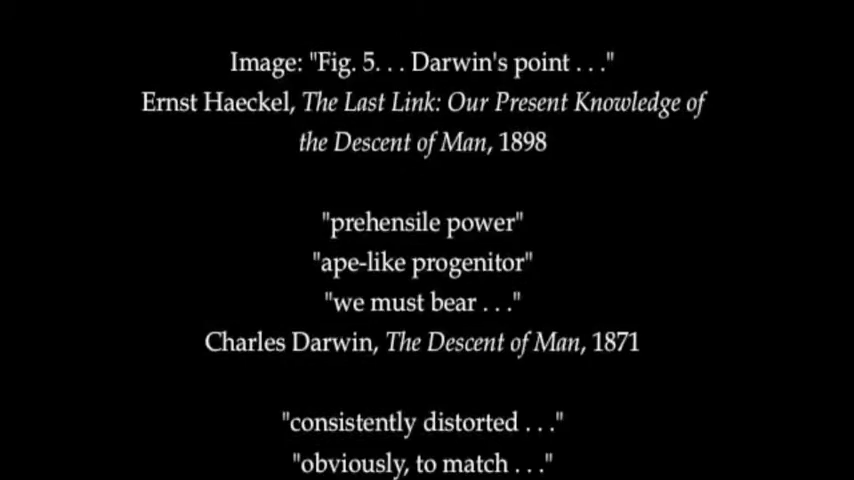 Image: "Fig. 5. . . Darwin's point . . ."
Ernst Haeckel, The Last Link: Our Present Knowledge of
the Descent of Man, 1898
"prehensile power"
"ape-like progenitor"
"we must bear . . ."
Charles Darwin, The Descent of Man, 1871
"consistently distorted . . ."
"obviously, to match . . ."